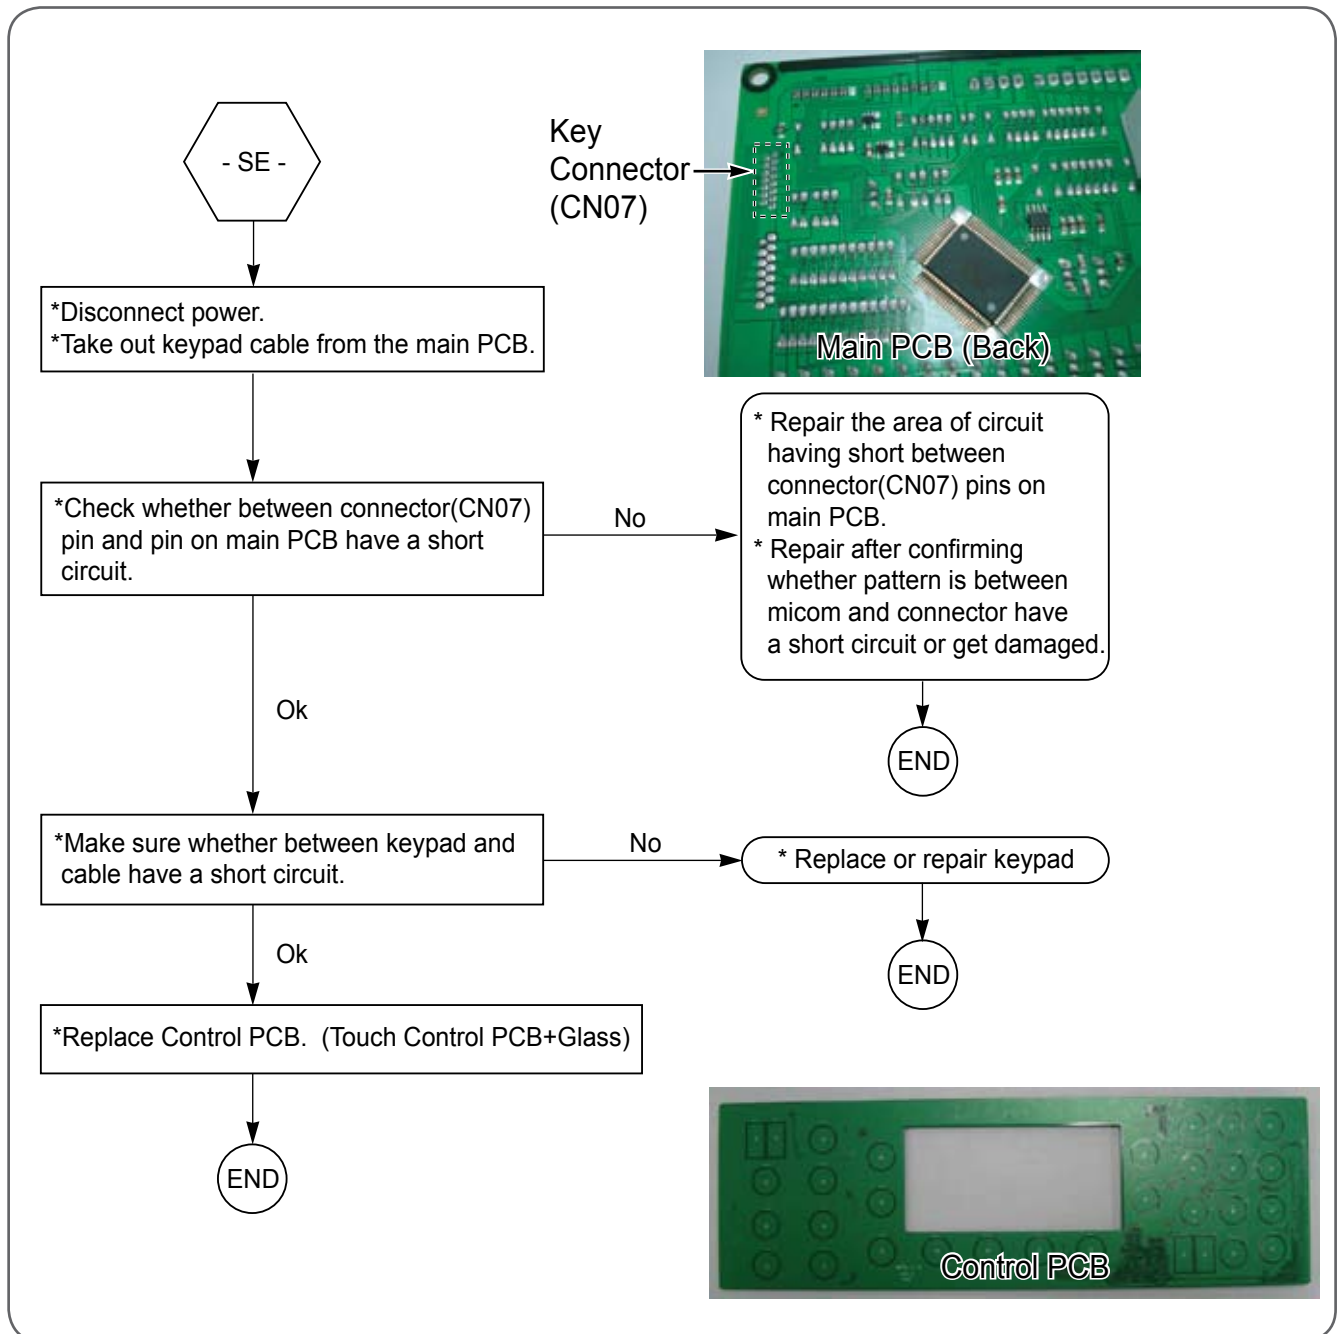 - SE -
Key
Connector
(CN07)
Main PCB (Back)
*Disconnect power.
*Take out keypad cable from the main PCB.
*Check whether between connector(CN07)
pin and pin on main PCB have a short
circuit.
No
* Repair the area of circuit
having short between
connector(CN07) pins on
main PCB.
* Repair after confirming
whether pattern is between
micom and connector have
a short circuit or get damaged.
END
Ok
*Make sure whether between keypad and
cable have a short circuit.
No
* Replace or repair keypad
END
Ok
*Replace Control PCB. (Touch Control PCB+Glass)
END
Control PCB